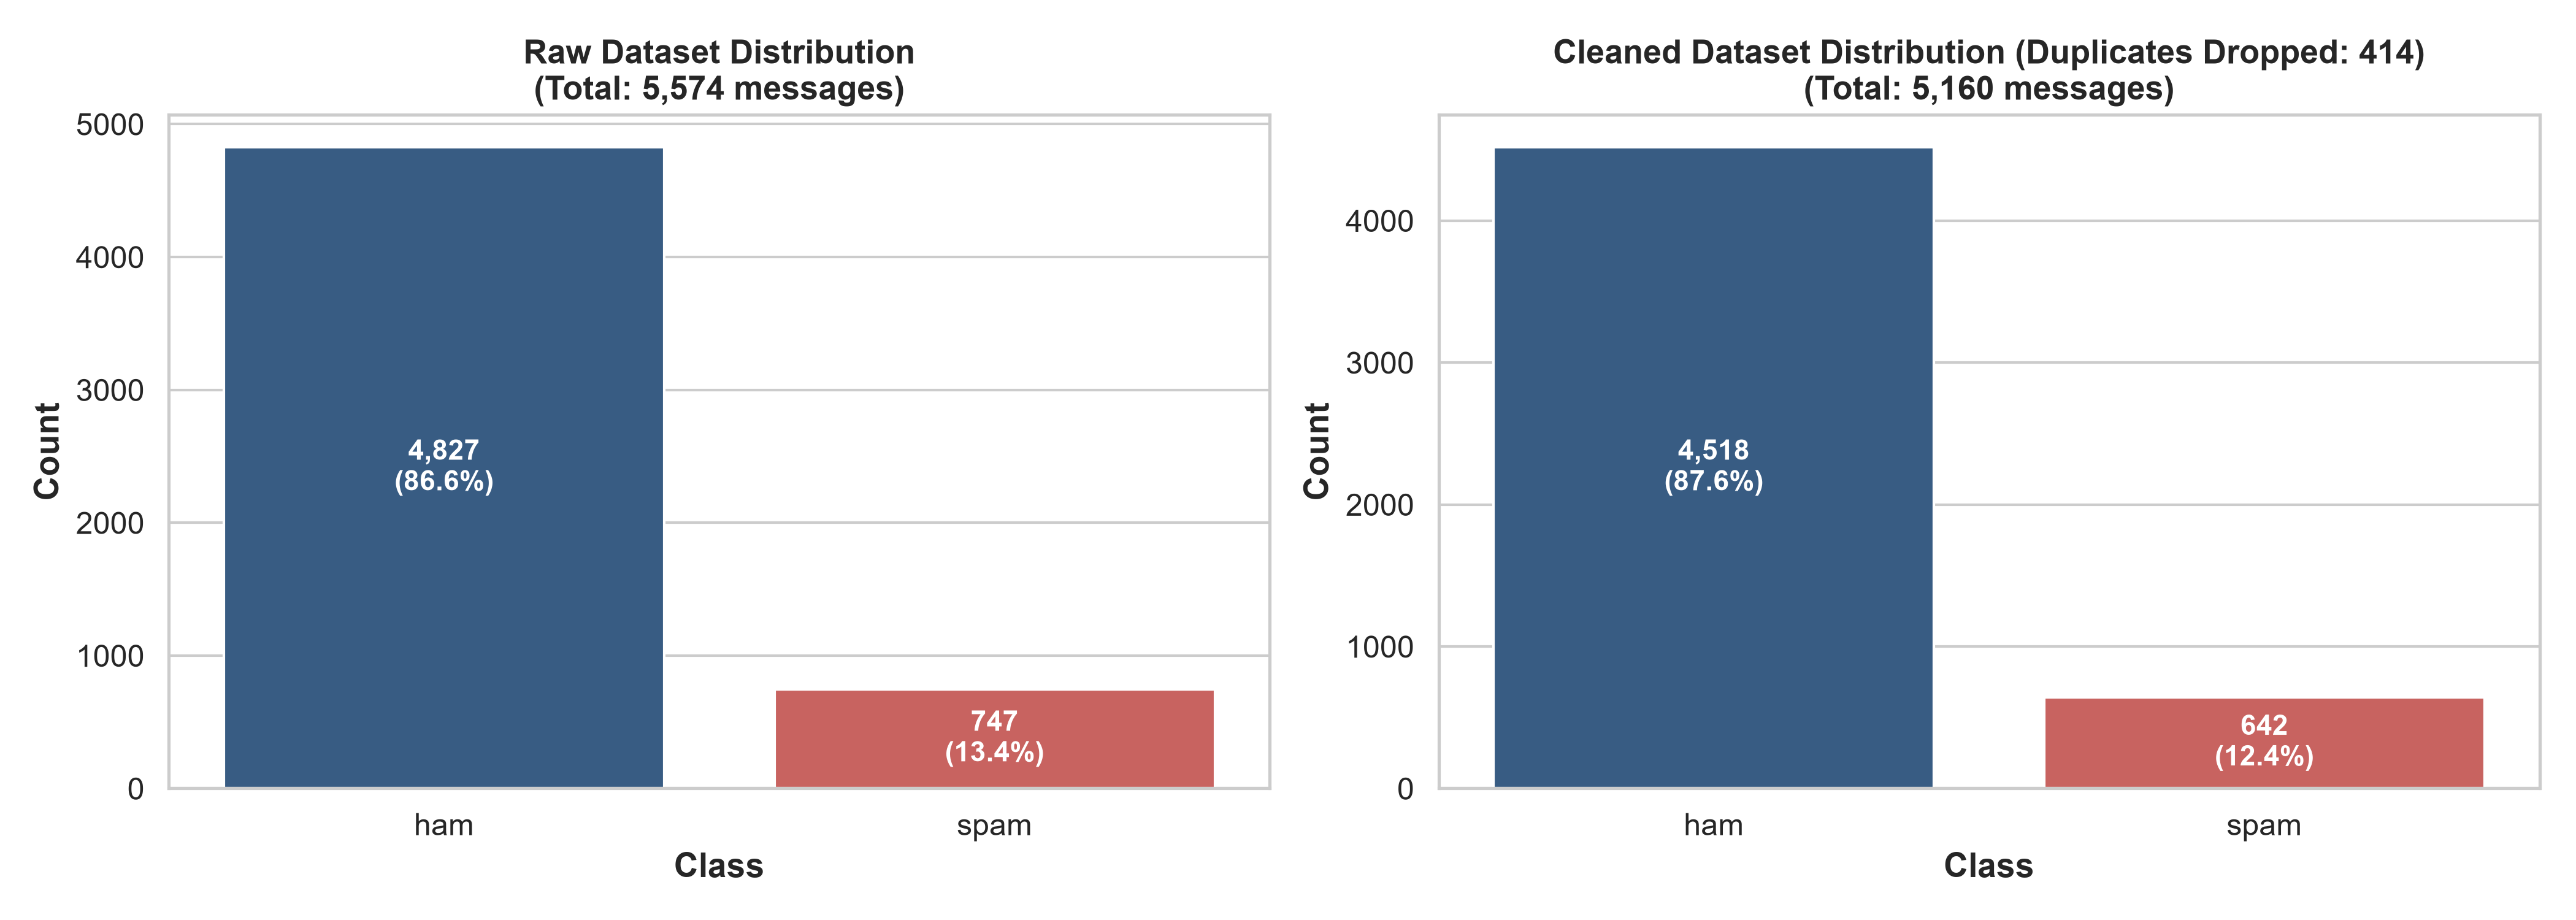 Raw Dataset Distribution
(Total: 5,574 messages)
5000
4000
3000
2000
1000
0
Count
4,827
(86.6%)
747
(13.4%)
ham
spam
Class
Cleaned Dataset Distribution (Duplicates Dropped: 414)
(Total: 5,160 messages)
4000
3000
2000
1000
0
Count
4,518
(87.6%)
642
(12.4%)
ham
spam
Class